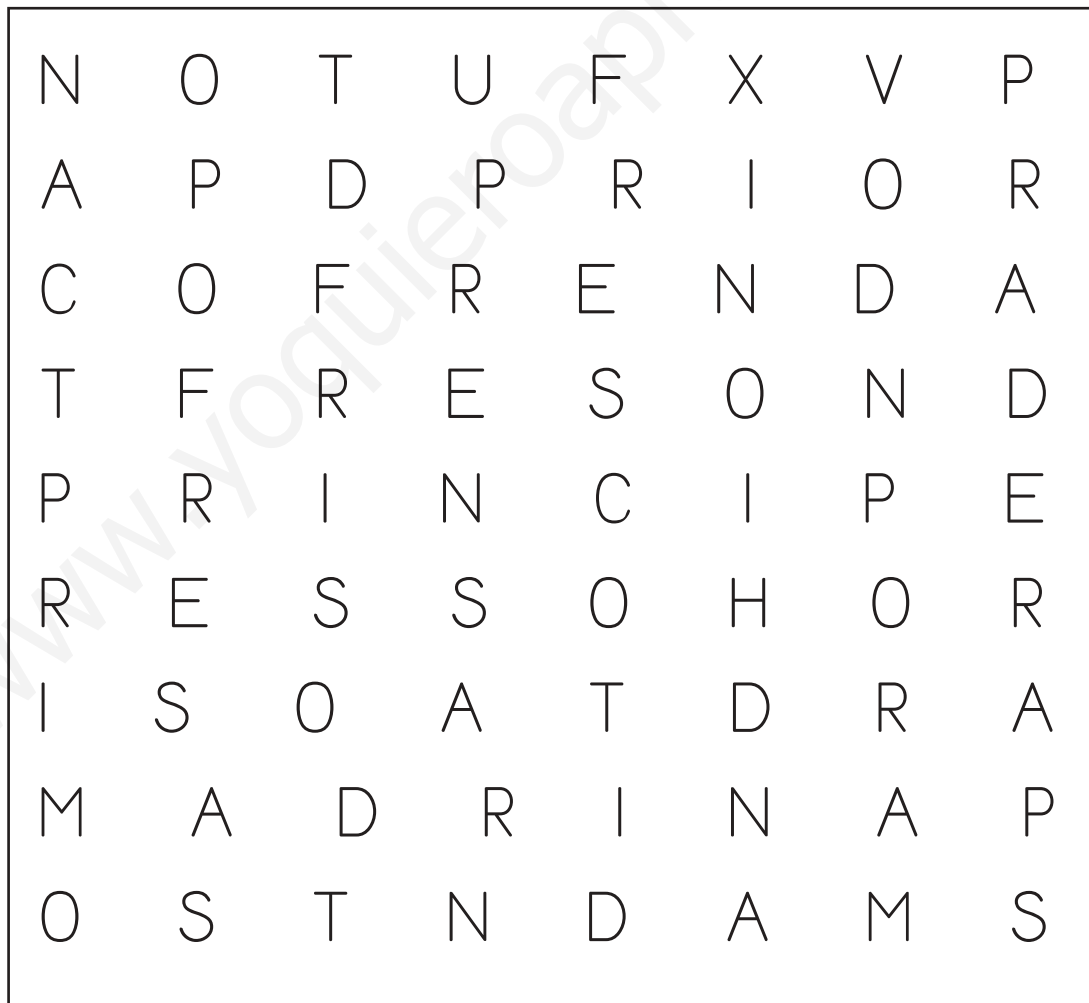 N O T U F X V P
A P D P R I O R
C O F R E N D A
T F R E S O N D
P R I N C I P E
R E S S O H O R
I S O A T D R A
M A D R I N A P
O S T N D A M S